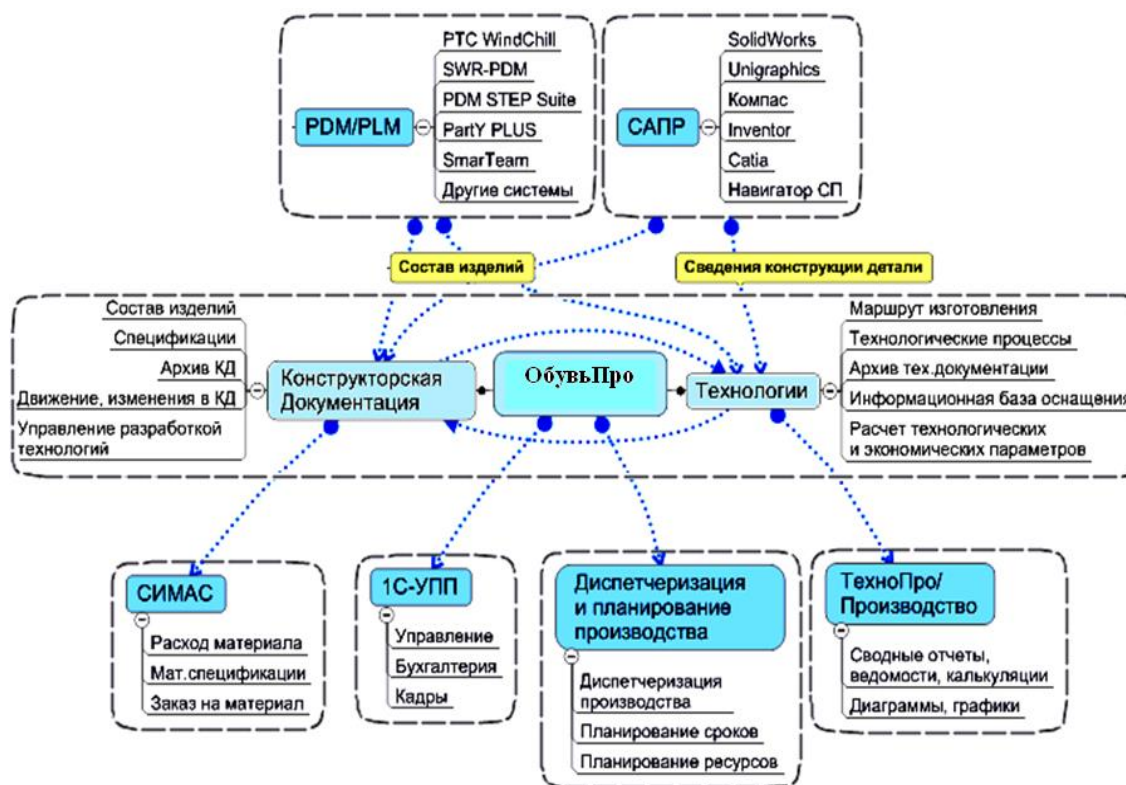 PDM/PLM
PTC WindChill
SWR-PDM
PDM STEP Suite
PartY PLUS
SmarTeam
Другие системы
САПР
SolidWorks
Unigraphics
Компас
Inventor
Catia
Навигатор СП
Состав изделий
Сведения конструкции детали
Состав изделий
Спецификации
Архив КД
Движение, изменения в КД
Управление разработкой
технологий
Конструкторская
Документация
ОбувьПро
Технологии
Маршрут изготовления
Технологические процессы
Архив тех.документации
Информационная база оснащения
Расчет технологических
и экономических параметров
СИМАС
Расход материала
Мат.спецификации
Заказ на материал
1С-УПП
Управление
Бухгалтерия
Кадры
Диспетчеризация
и планирование
производства
Диспетчеризация
производства
Планирование сроков
Планирование ресурсов
ТехноПро/
Производство
Сводные отчеты,
ведомости, калькуляции
Диаграммы, графики